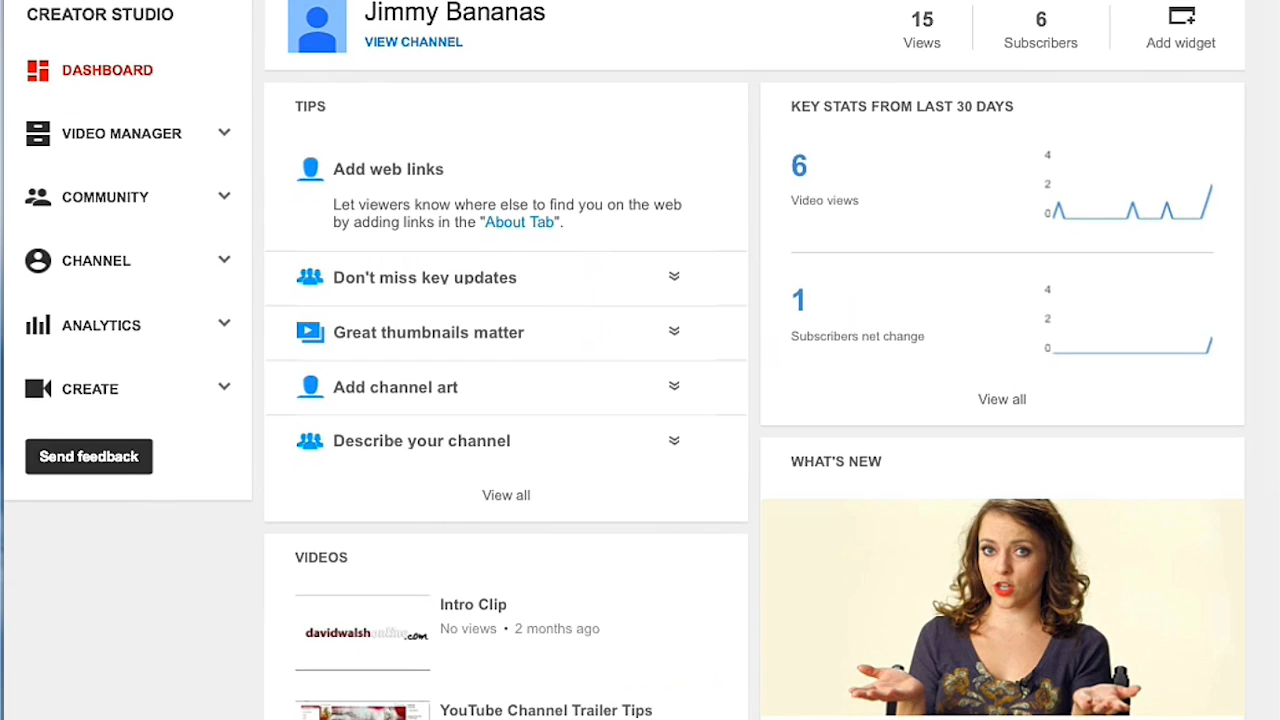 CREATOR STUDIO
DASHBOARD
VIDEO MANAGER
COMMUNITY
CHANNEL
ANALYTICS
CREATE
Send feedback
Jimmy Bananas
VIEW CHANNEL
15
Views
6
Subscribers
Add widget
TIPS
Add web links
Let viewers know where else to find you on the web
by adding links in the "About Tab".
Don't miss key updates
Great thumbnails matter
Add channel art
Describe your channel
View all
VIDEOS
davidwalshonline.com
Intro Clip
No views • 2 months ago
YouTube Channel Trailer Tips
KEY STATS FROM LAST 30 DAYS
6
Video views
4
2
0
1
Subscribers net change
4
2
0
View all
WHAT'S NEW